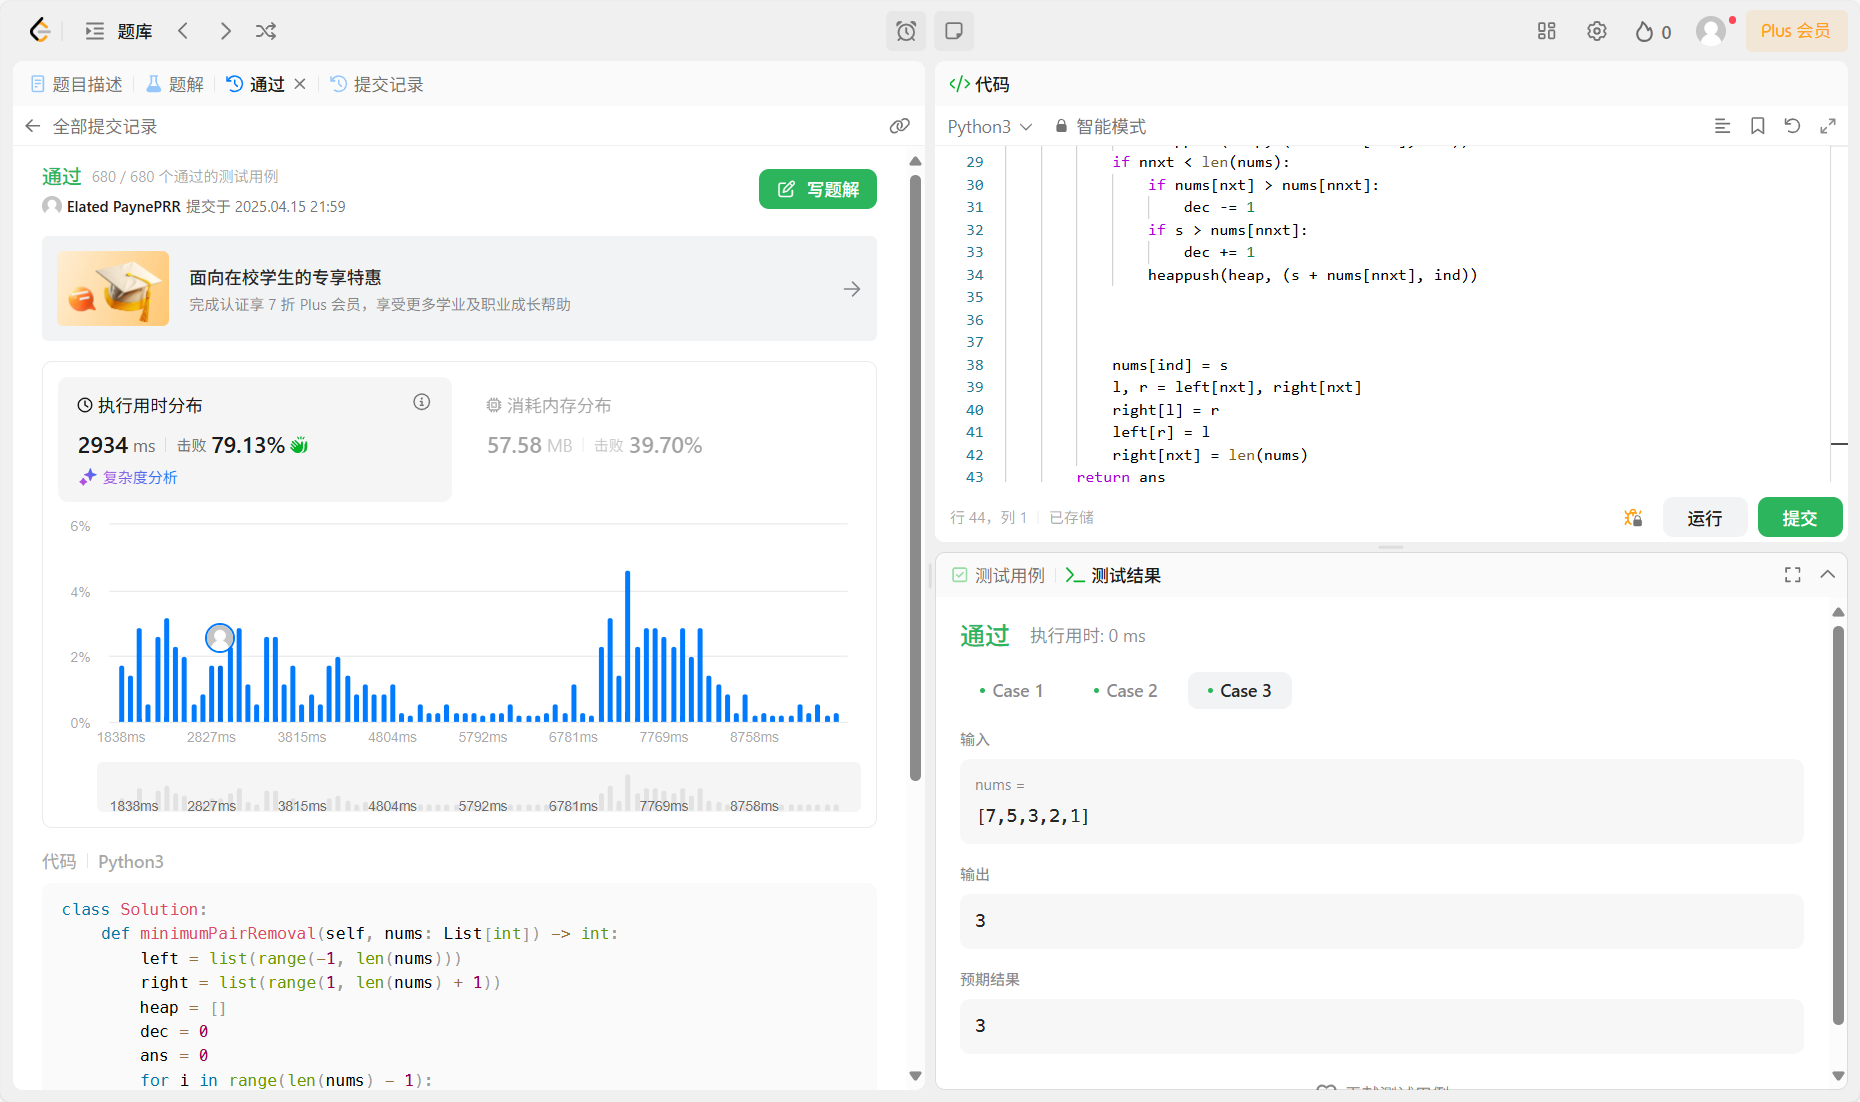 题库
0
Plus 会员
题目描述
题解
通过
提交记录
全部提交记录
通过 680 / 680 个通过的测试用例
Elated PaynePRR 提交于 2025.04.15 21:59
写题解
面向在校学生的专享特惠
完成认证享 7 折 Plus 会员，享受更多学业及职业成长帮助
执行用时分布
2934 ms 击败 79.13%
复杂度分析
消耗内存分布
57.58 MB 击败 39.70%
6%
4%
2%
0%
1838ms 2827ms 3815ms 4804ms 5792ms 6781ms 7769ms 8758ms
1838ms 2827ms 3815ms 4804ms 5792ms 6781ms 7769ms 8758ms
代码 Python3
class Solution:
def minimumPairRemoval(self, nums: List[int]) -> int:
left = list(range(-1, len(nums)))
right = list(range(1, len(nums) + 1))
heap = []
dec = 0
ans = 0
for i in range(len(nums) - 1):
</> 代码
Python3 智能模式
29 if nnxt < len(nums):
30 if nums[nxt] > nums[nnxt]:
31 dec -= 1
32 if s > nums[nnxt]:
33 dec += 1
34 heappush(heap, (s + nums[nnxt], ind))
35
36
37
38 nums[ind] = s
39 l, r = left[nxt], right[nxt]
40 right[l] = r
41 left[r] = l
42 right[nxt] = len(nums)
43 return ans
行 44，列 1 已存储
运行
提交
测试用例
测试结果
通过 执行用时: 0 ms
Case 1
Case 2
Case 3
输入
nums =
[7,5,3,2,1]
输出
3
预期结果
3